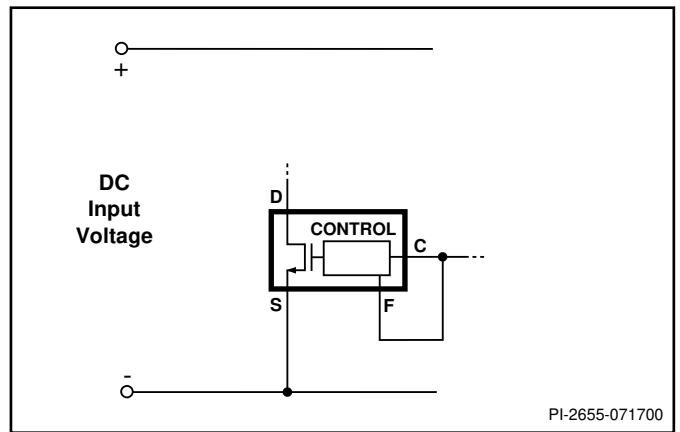 +
DC
Input
Voltage
D
CONTROL
C
S
F
-
PI-2655-071700